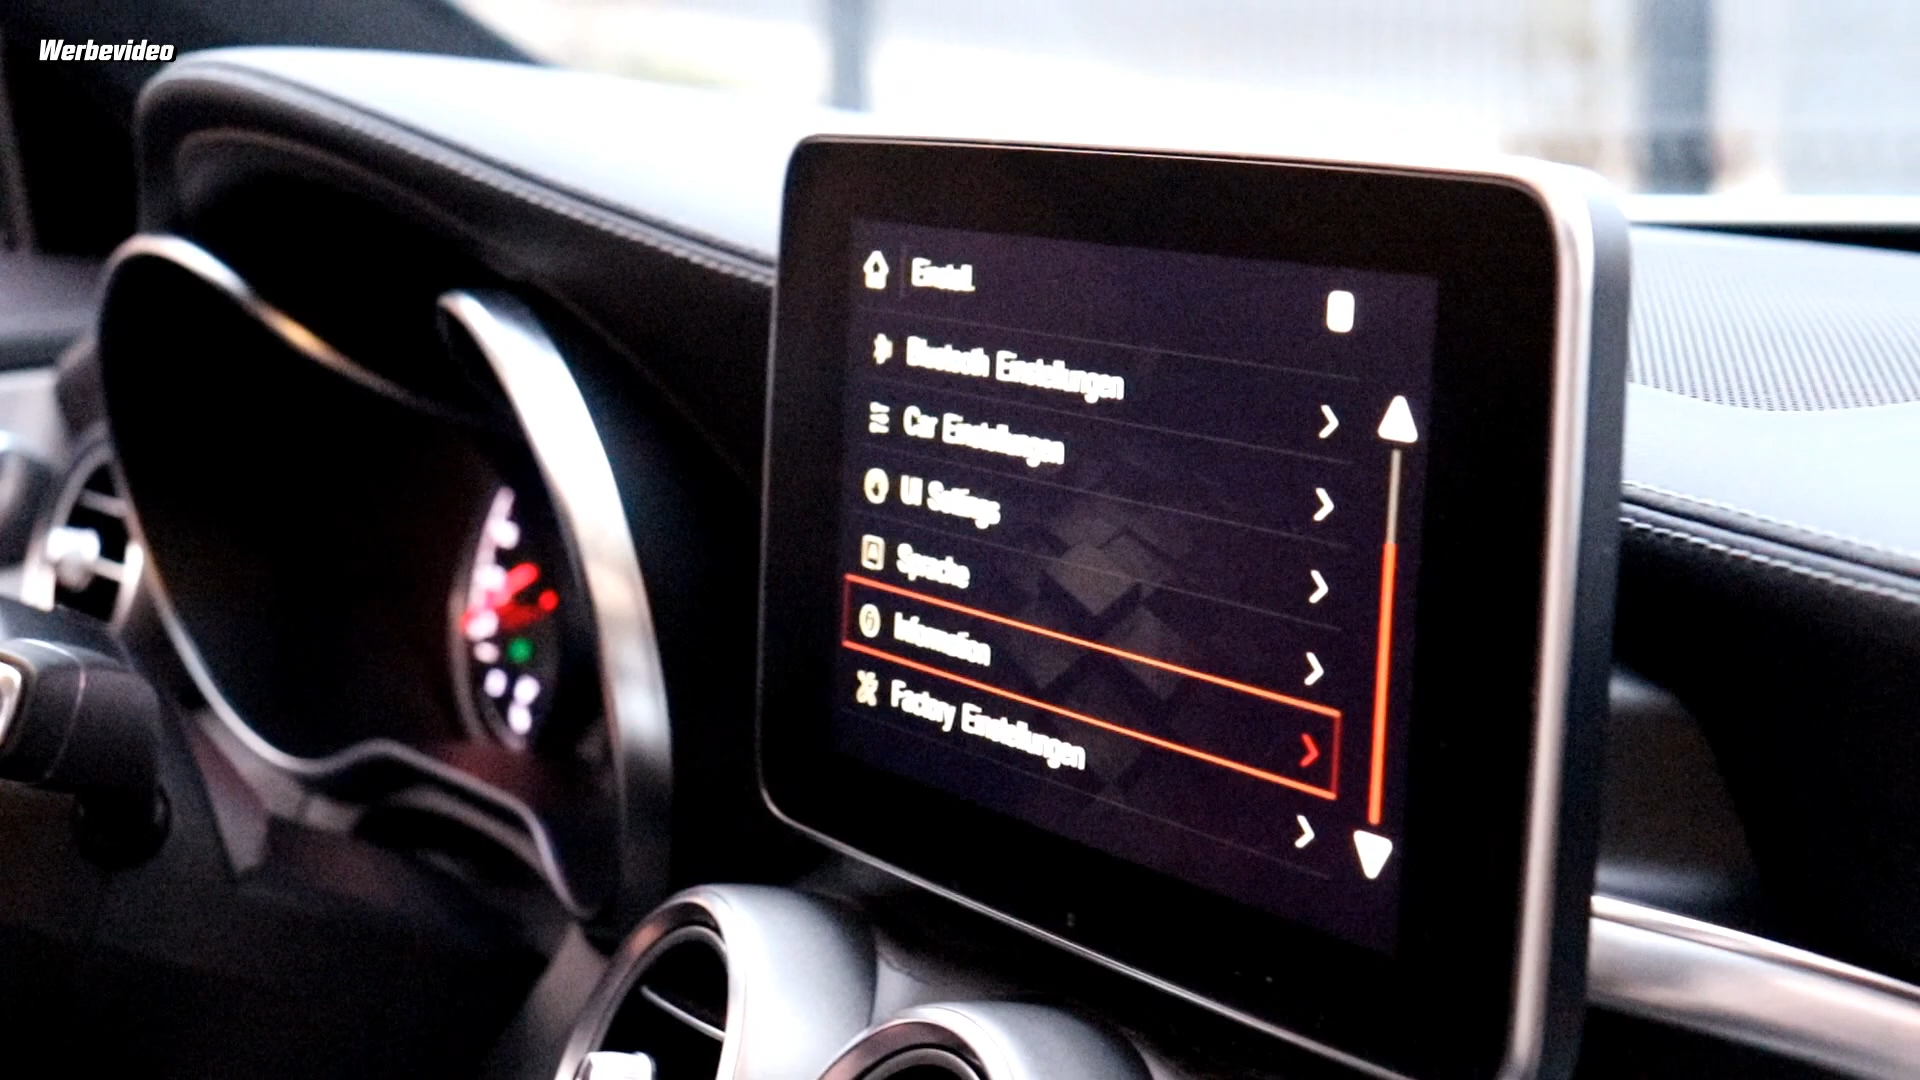 Werbevideo
Einstell.
Bluetooth Einstellungen
Car Einstellungen
UI Settings
Sprache
Information
Factory Einstellungen